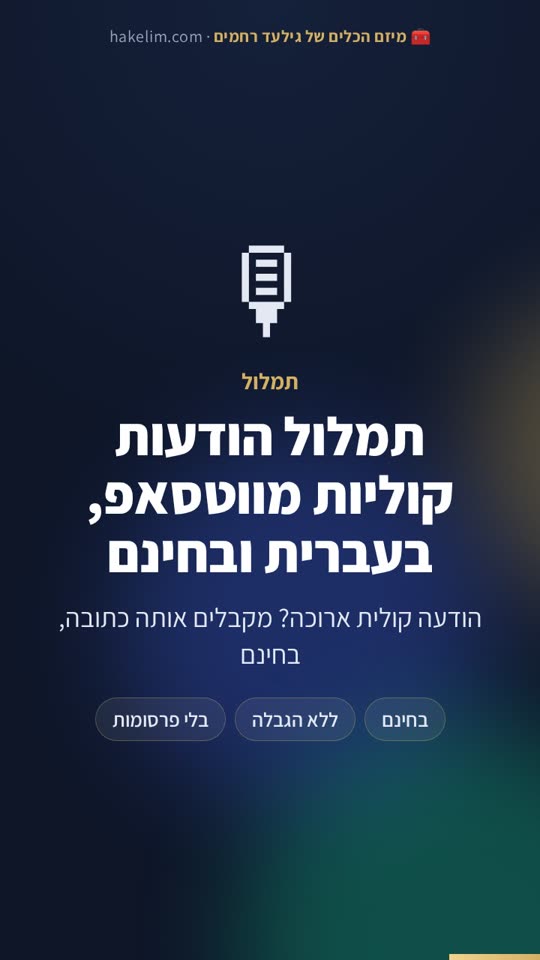 🧰 מיזם הכלים של גילעד רחמים · hakelim.com
תמלול
תמלול הודעות
קוליות מווטסאפ,
בעברית ובחינם
הודעה קולית ארוכה? מקבלים אותה כתובה,
בחינם
בחינם
ללא הגבלה
בלי פרסומות